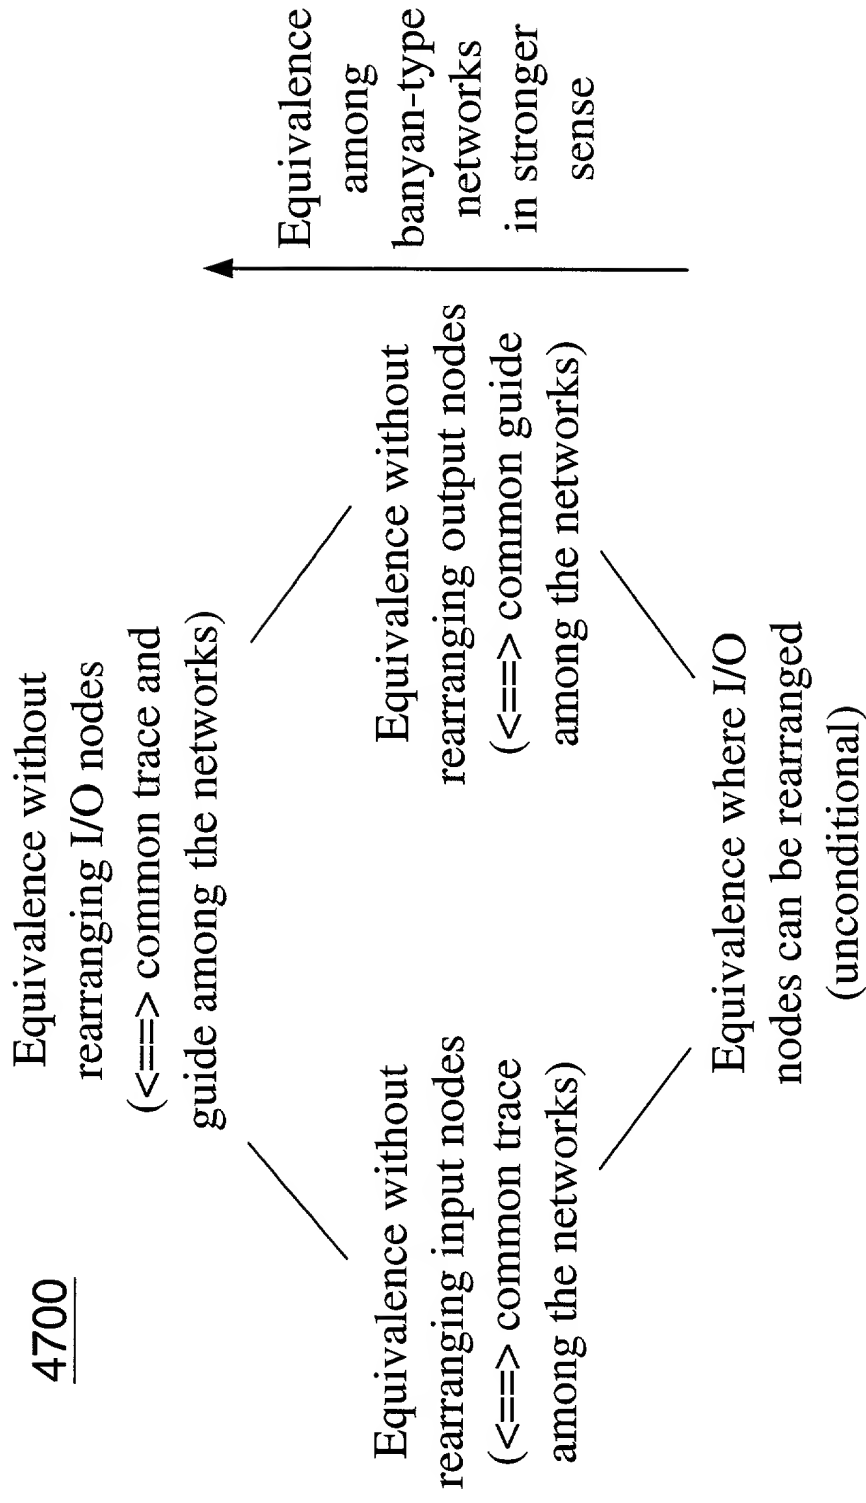 4700
Equivalence without
rearranging I/O nodes
(<==> common trace and
guide among the networks)
Equivalence without
rearranging input nodes
(<==> common trace
among the networks)
Equivalence without
rearranging output nodes
(<==> common guide
among the networks)
Equivalence where I/O
nodes can be rearranged
(unconditional)
Equivalence
among
banyan-type
networks
in stronger
sense